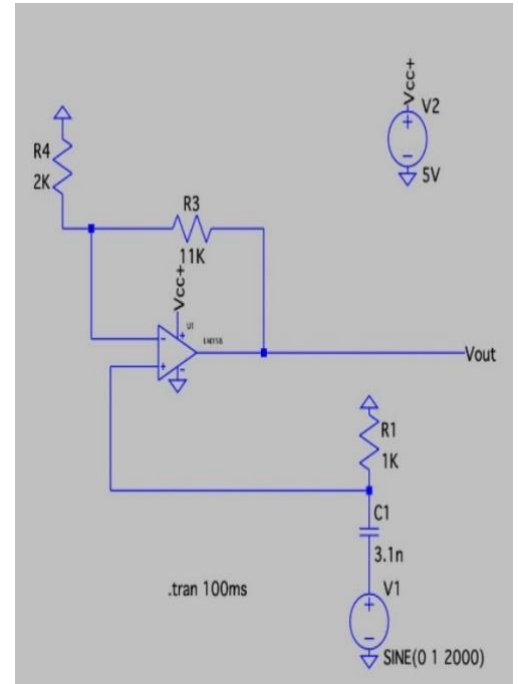 Vcc+
V2
5V
R4
2K
R3
11K
Vcc+
U1
Vout
R1
1K
C1
3.1n
.tran 100ms
V1
SINE(0 1 2000)